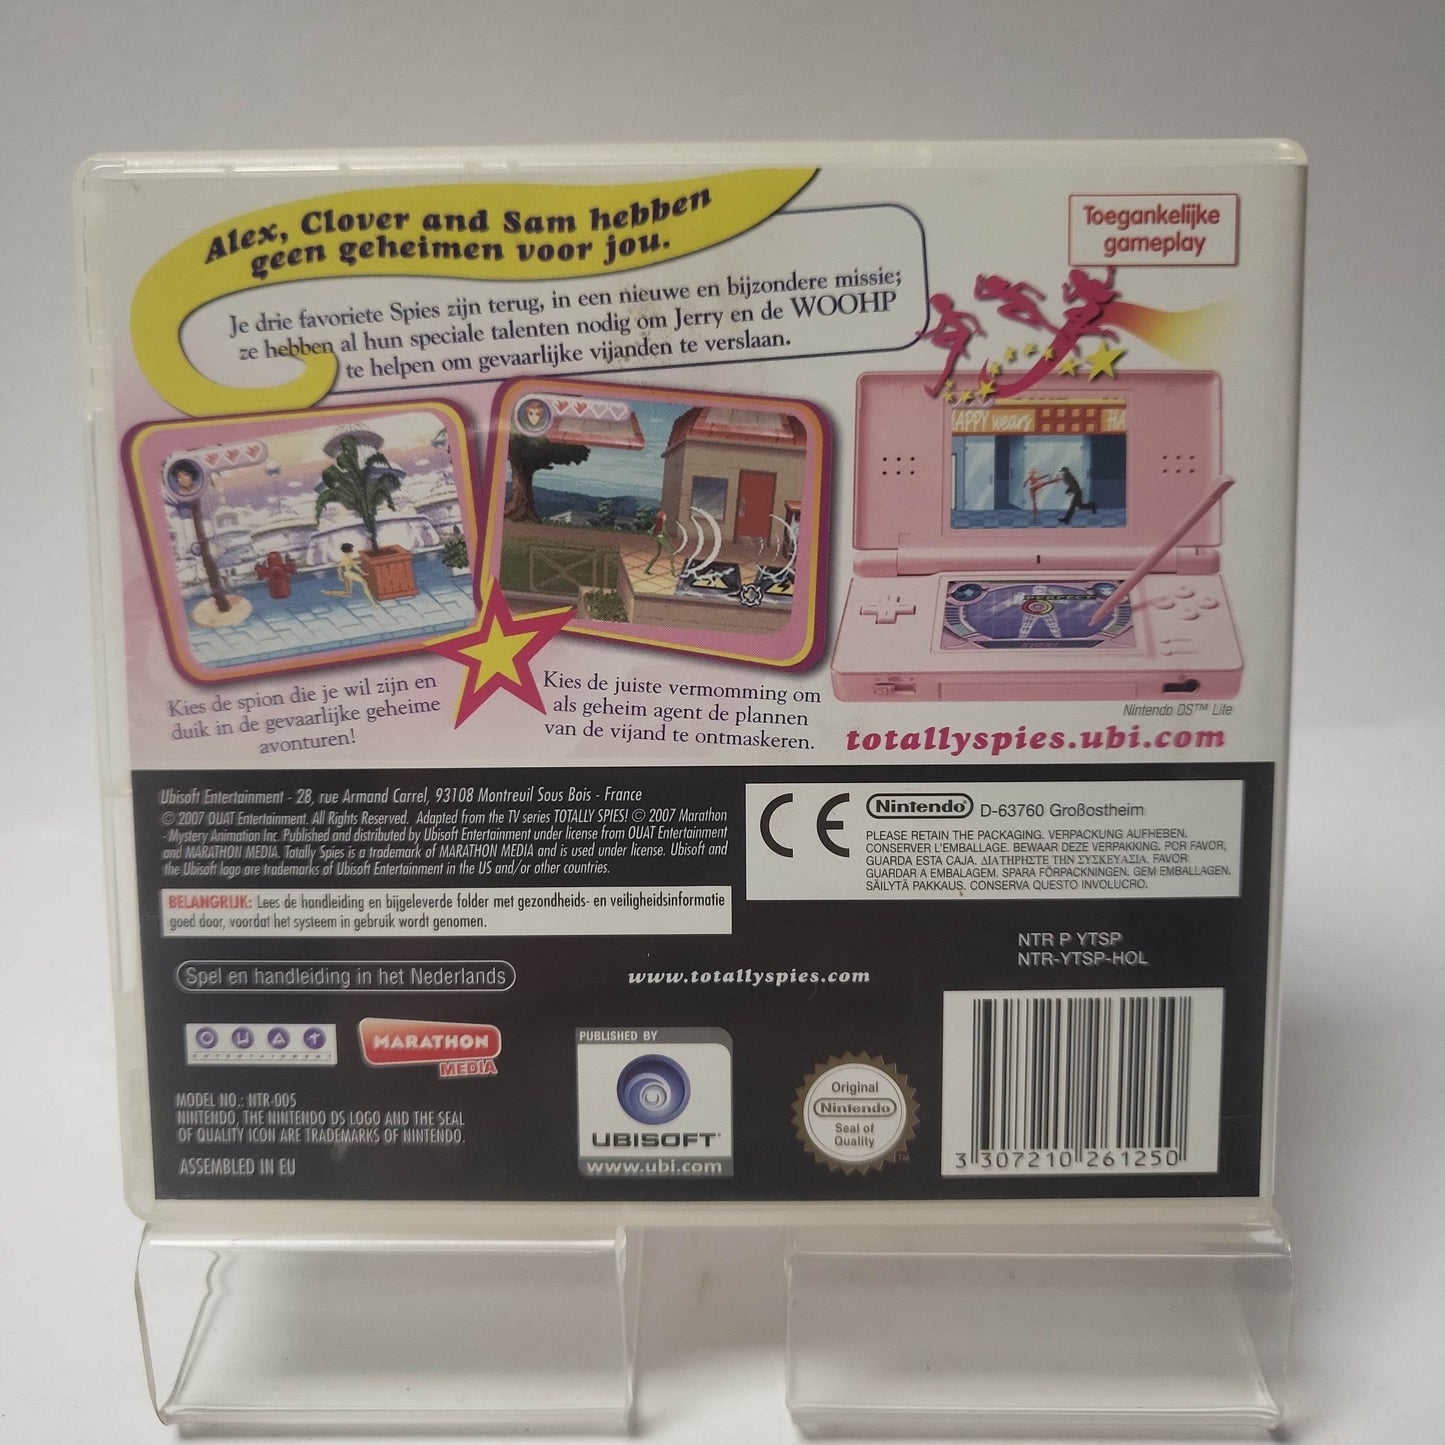 Alex, Clover and Sam hebben
geen geheimen voor jou.
Toegankelijke
gameplay
Je drie favoriete Spies zijn terug, in een nieuwe en bijzondere missie;
ze hebben al hun speciale talenten nodig om Jerry en de WOOHP
te helpen om gevaarlijke vijanden te verslaan.
APPY wears
HA
PERFECT
Kies de spion die je wil zijn en
duik in de gevaarlijke geheime
avonturen!
Kies de juiste vermomming om
als geheim agent de plannen
van de vijand te ontmaskeren.
Nintendo DS™ Lite
totallyspies.ubi.com
Ubisoft Entertainment - 28, rue Armand Carrel, 93108 Montreuil Sous Bois - France
© 2007 OUAT Entertainment. All Rights Reserved. Adapted from the TV series TOTALLY SPIES! © 2007 Marathon
- Mystery Animation Inc. Published and distributed by Ubisoft Entertainment under license from OUAT Entertainment
and MARATHON MEDIA. Totally Spies is a trademark of MARATHON MEDIA and is used under license. Ubisoft and
the Ubisoft logo are trademarks of Ubisoft Entertainment in the US and/or other countries.
BELANGRIJK: Lees de handleiding en bijgeleverde folder met gezondheids- en veiligheidsinformatie
goed door, voordat het systeem in gebruik wordt genomen.
CE
Nintendo D-63760 Großostheim
PLEASE RETAIN THE PACKAGING. VERPACKUNG AUFHEBEN.
CONSERVER L'EMBALLAGE. BEWAAR DEZE VERPAKKING. POR FAVOR,
GUARDA ESTA CAJA. ΔΙΑΤΗΡΗΣΤΕ ΤΗΝ ΣΥΣΚΕΥΑΣΙΑ. FAVOR
GUARDAR A EMBALAGEM. SPARA FÖRPACKNINGEN. GEM EMBALLAGEN.
SÄILYTÄ PAKKAUS. CONSERVA QUESTO INVOLUCRO.
NTR P YTSP
NTR-YTSP-HOL
Spel en handleiding in het Nederlands
www.totallyspies.com
OUAT
ENTERTAINMENT
MARATHON
MEDIA
PUBLISHED BY
UBISOFT
www.ubi.com
Original
Nintendo
Seal of
Quality
TM
MODEL NO.: NTR-005
NINTENDO, THE NINTENDO DS LOGO AND THE SEAL
OF QUALITY ICON ARE TRADEMARKS OF NINTENDO.
ASSEMBLED IN EU
3 307210 261250